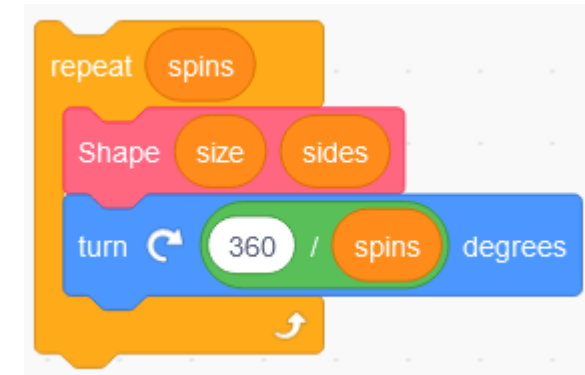 repeat spins
Shape size sides
turn 360 / spins degrees